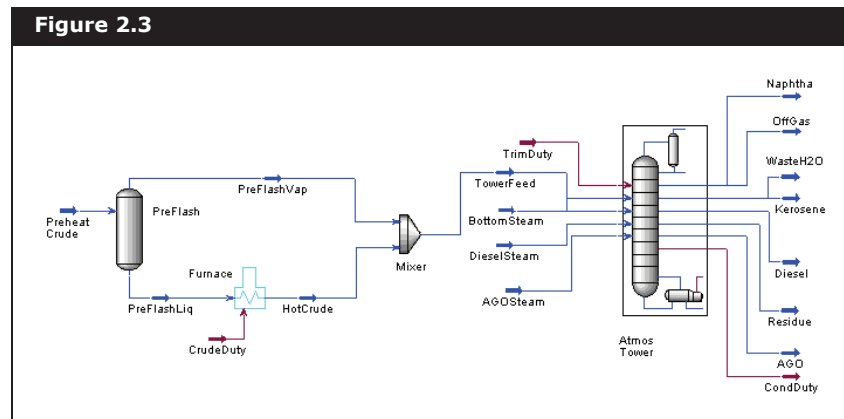 Figure 2.3
Naphtha
OffGas
TrimDuty
WasteH2O
PreFlashVap
TowerFeed
Preheat
Crude
PreFlash
BottomSteam
Kerosene
Mixer
DieselSteam
Furnace
Diesel
PreFlashLiq
HotCrude
AGOSteam
Residue
CrudeDuty
Atmos
Tower
AGO
CondDuty